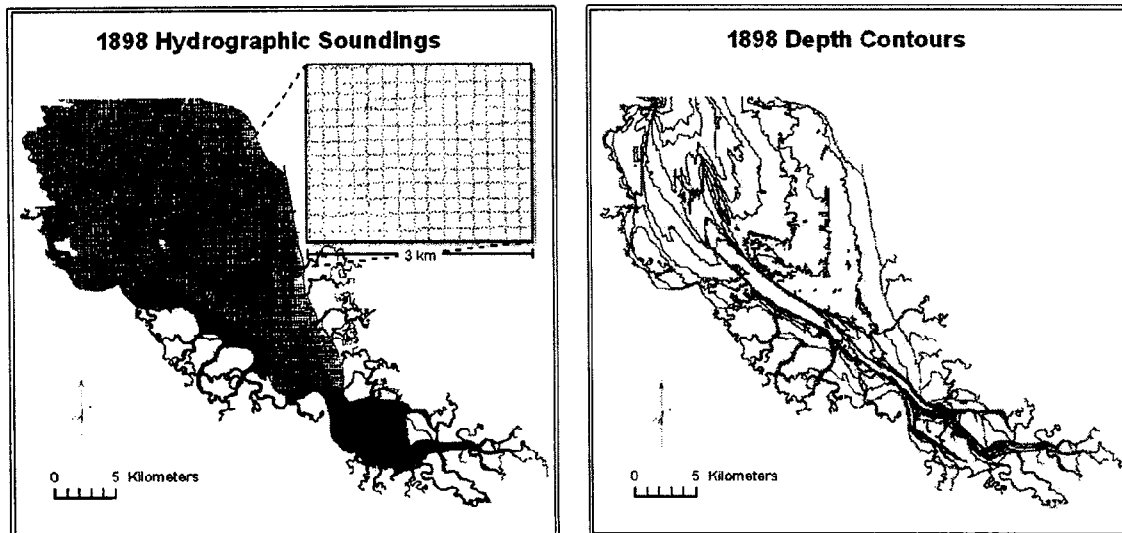 1898 Hydrographic Soundings
3 km
0 5 Kilometers
1898 Depth Contours
0 5 Kilometers